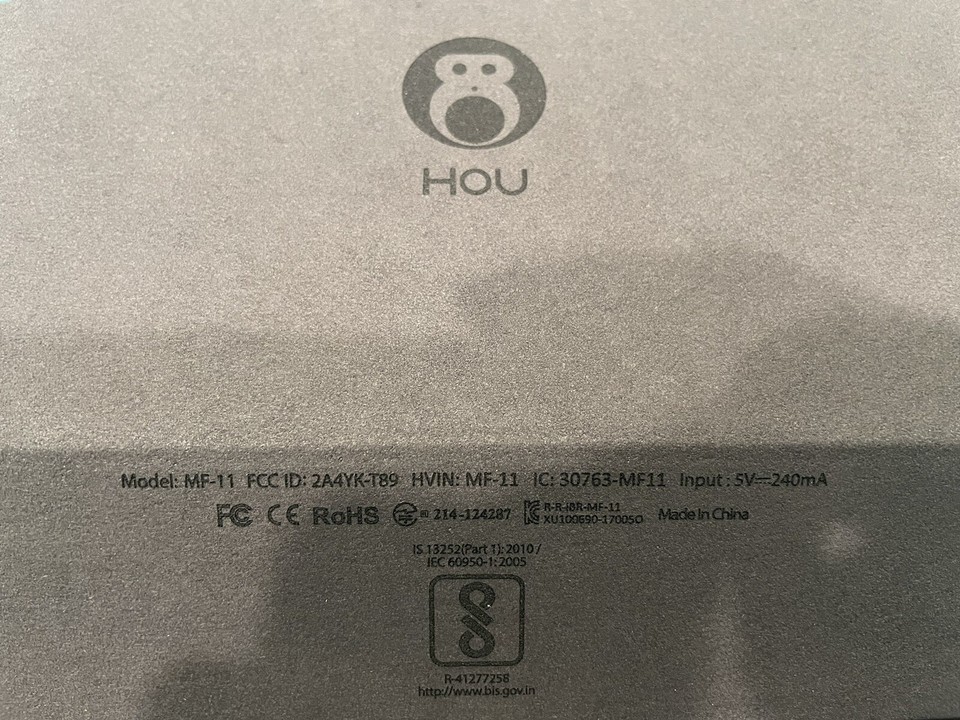 HOU
Model: MF-11 FCC ID: 2A4YK-T89 HVIN: MF-11 IC: 30763-MF11 Input : 5V⎓240mA
FC CE RoHS R 214-124287 R-R-i8R-MF-11
XU100690-17005O Made In China
IS 13252(Part 1): 2010 /
IEC 60950-1: 2005
R-41277258
http://www.bis.gov.in